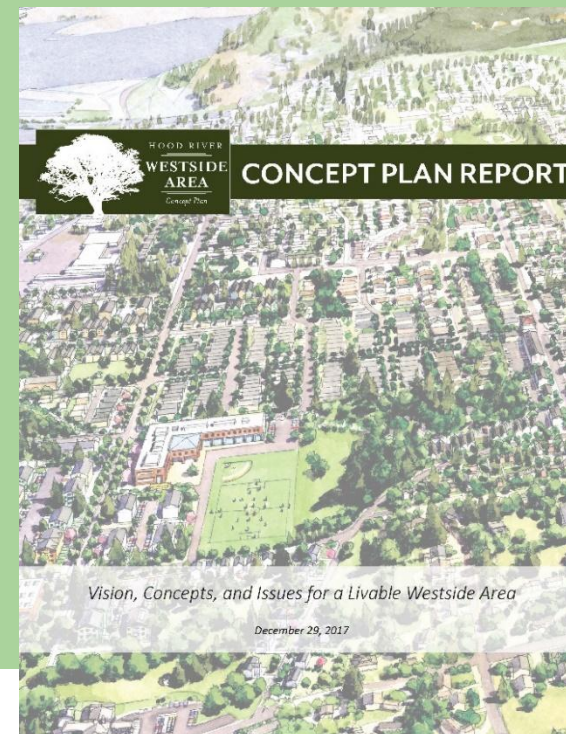 HOOD RIVER
WESTSIDE
AREA
Concept Plan
CONCEPT PLAN REPORT
Vision, Concepts, and Issues for a Livable Westside Area
December 29, 2017